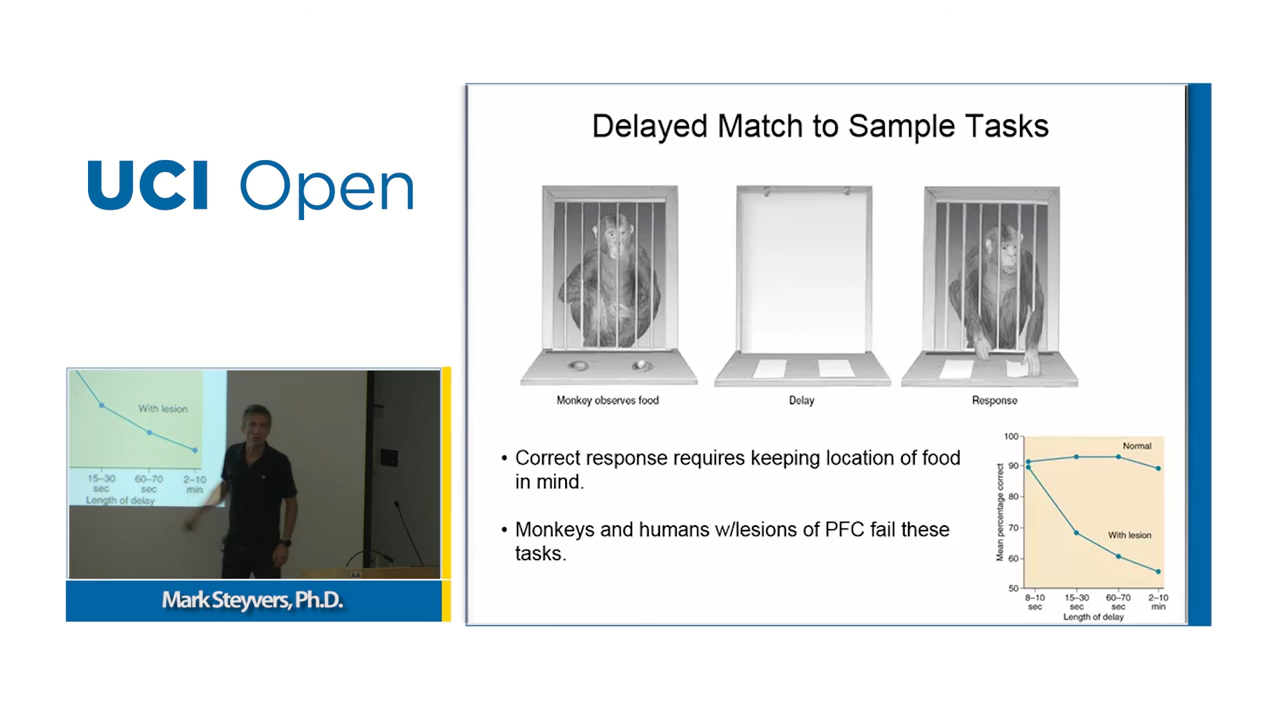 UCI Open
Delayed Match to Sample Tasks
Monkey observes food
Delay
Response
• Correct response requires keeping location of food
in mind.
• Monkeys and humans w/lesions of PFC fail these
tasks.
100
90
80
70
60
50
Mean percentage correct
Normal
With lesion
8–10
sec
15–30
sec
60–70
sec
2–10
min
Length of delay
With lesion
15–30
sec
60–70
sec
2–10
min
Length of delay
AA
Mark Steyvers, Ph.D.